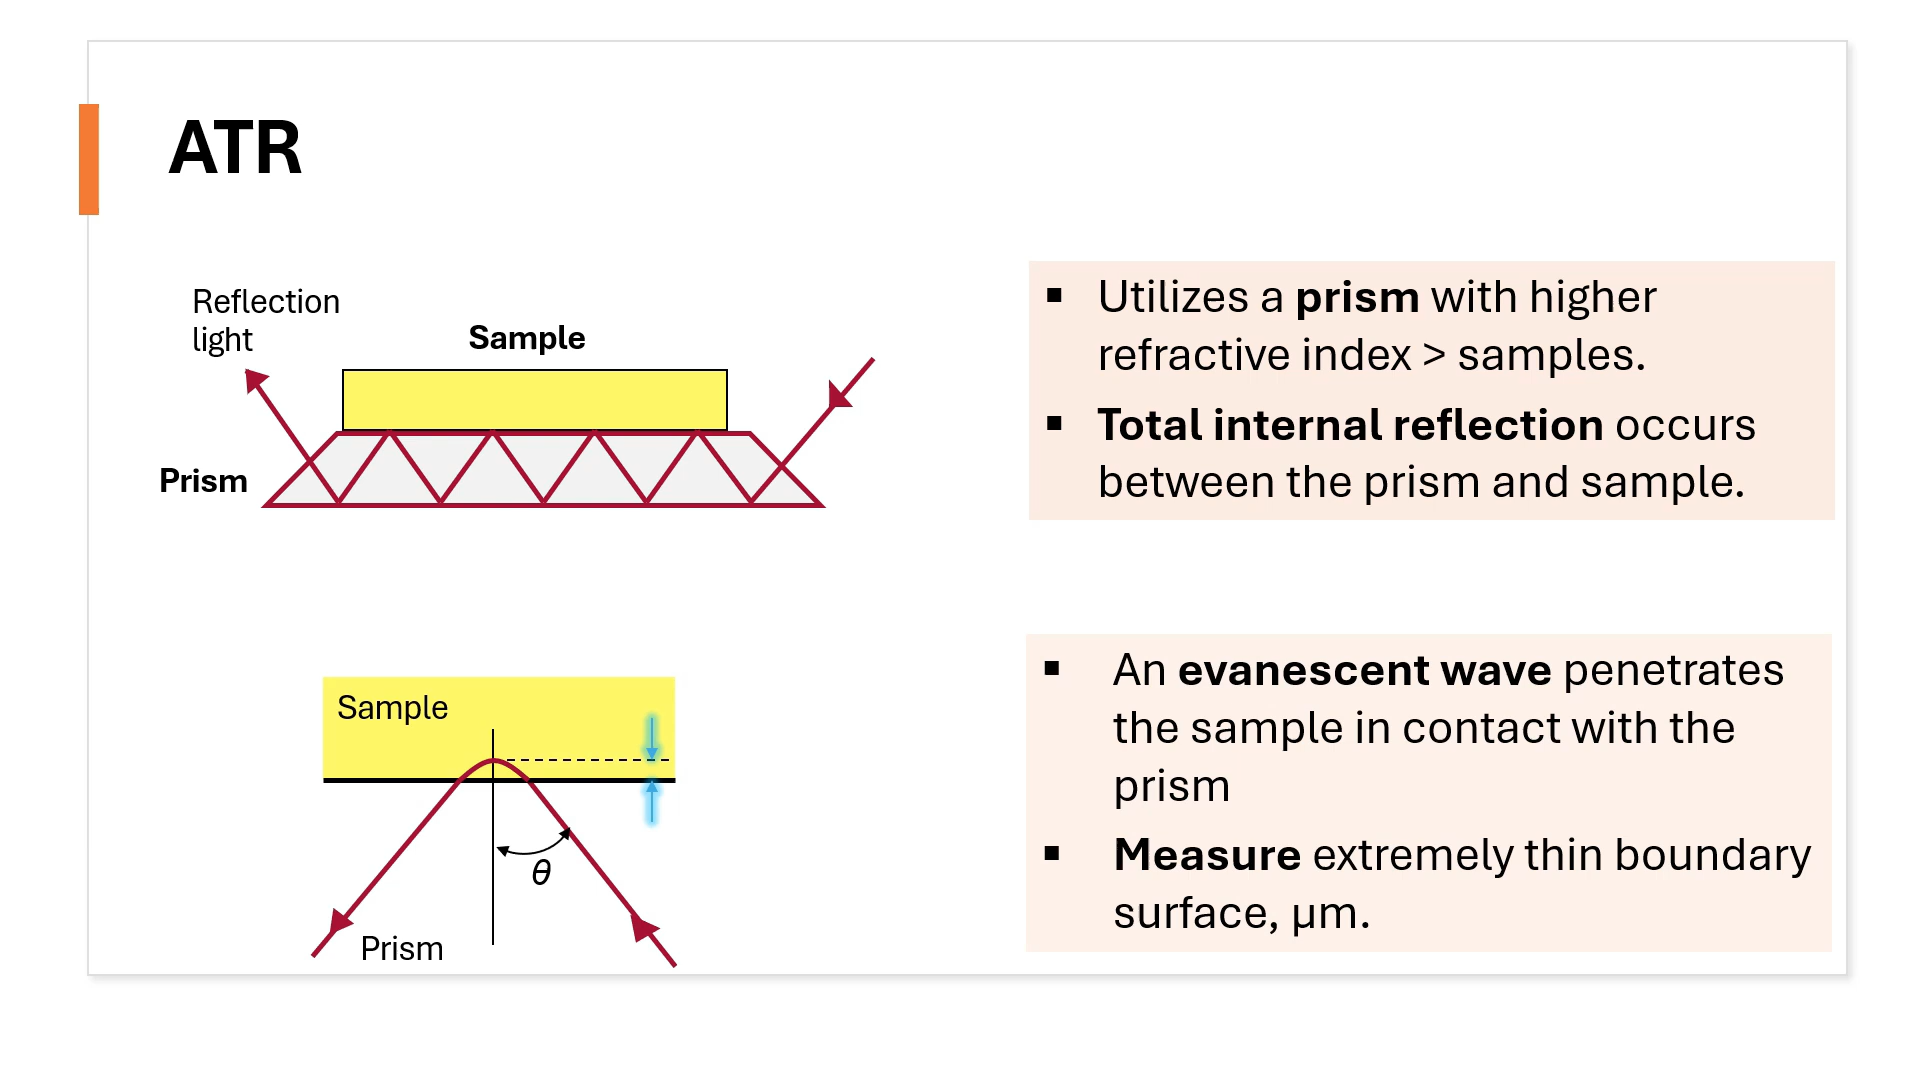 ATR
Reflection
light
Sample
Prism
▪ Utilizes a prism with higher
refractive index > samples.
▪ Total internal reflection occurs
between the prism and sample.
Sample
θ
Prism
▪ An evanescent wave penetrates
the sample in contact with the
prism
▪ Measure extremely thin boundary
surface, µm.